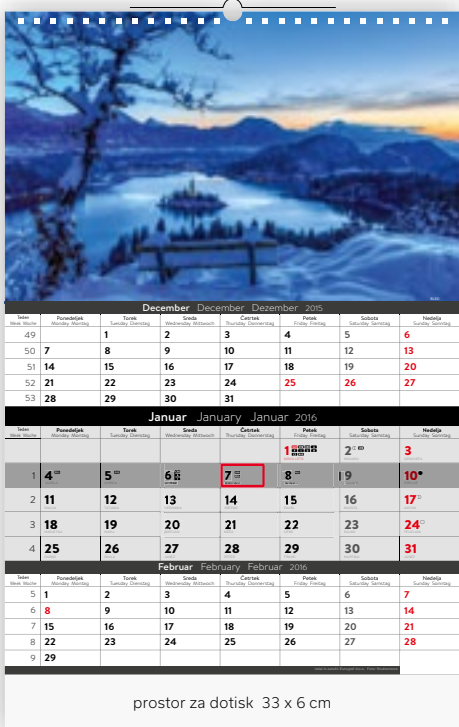 BLED
December December Dezember 2015
Teden Ponedeljek Torek Sreda Četrtek Petek Sobota Nedelja
Week Woche Monday Montag Tuesday Dienstag Wednesday Mittwoch Thursday Donnerstag Friday Freitag Saturday Samstag Sunday Sonntag
49 1 2 3 4 5 6
50 7 8 9 10 11 12 13
51 14 15 16 17 18 19 20
52 21 22 23 24 25 26 27
53 28 29 30 31
Januar January Januar 2016
Teden Ponedeljek Torek Sreda Četrtek Petek Sobota Nedelja
Week Woche Monday Montag Tuesday Dienstag Wednesday Mittwoch Thursday Donnerstag Friday Freitag Saturday Samstag Sunday Sonntag
1 2 3
1 4 5 6 7 8 9 10
2 11 12 13 14 15 16 17
3 18 19 20 21 22 23 24
4 25 26 27 28 29 30 31
Februar February Februar 2016
Teden Ponedeljek Torek Sreda Četrtek Petek Sobota Nedelja
Week Woche Monday Montag Tuesday Dienstag Wednesday Mittwoch Thursday Donnerstag Friday Freitag Saturday Samstag Sunday Sonntag
5 1 2 3 4 5 6 7
6 8 9 10 11 12 13 14
7 15 16 17 18 19 20 21
8 22 23 24 25 26 27 28
9 29
prostor za dotisk 33 x 6 cm